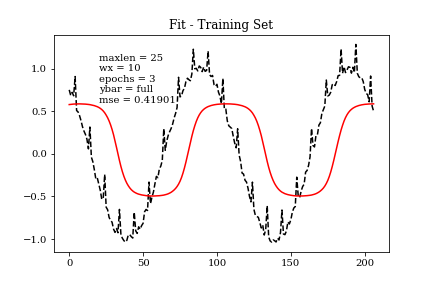 Fit - Training Set
maxlen = 25
wx = 10
epochs = 3
ybar = full
mse = 0.41901
1.0
0.5
0.0
−0.5
−1.0
0
50
100
150
200